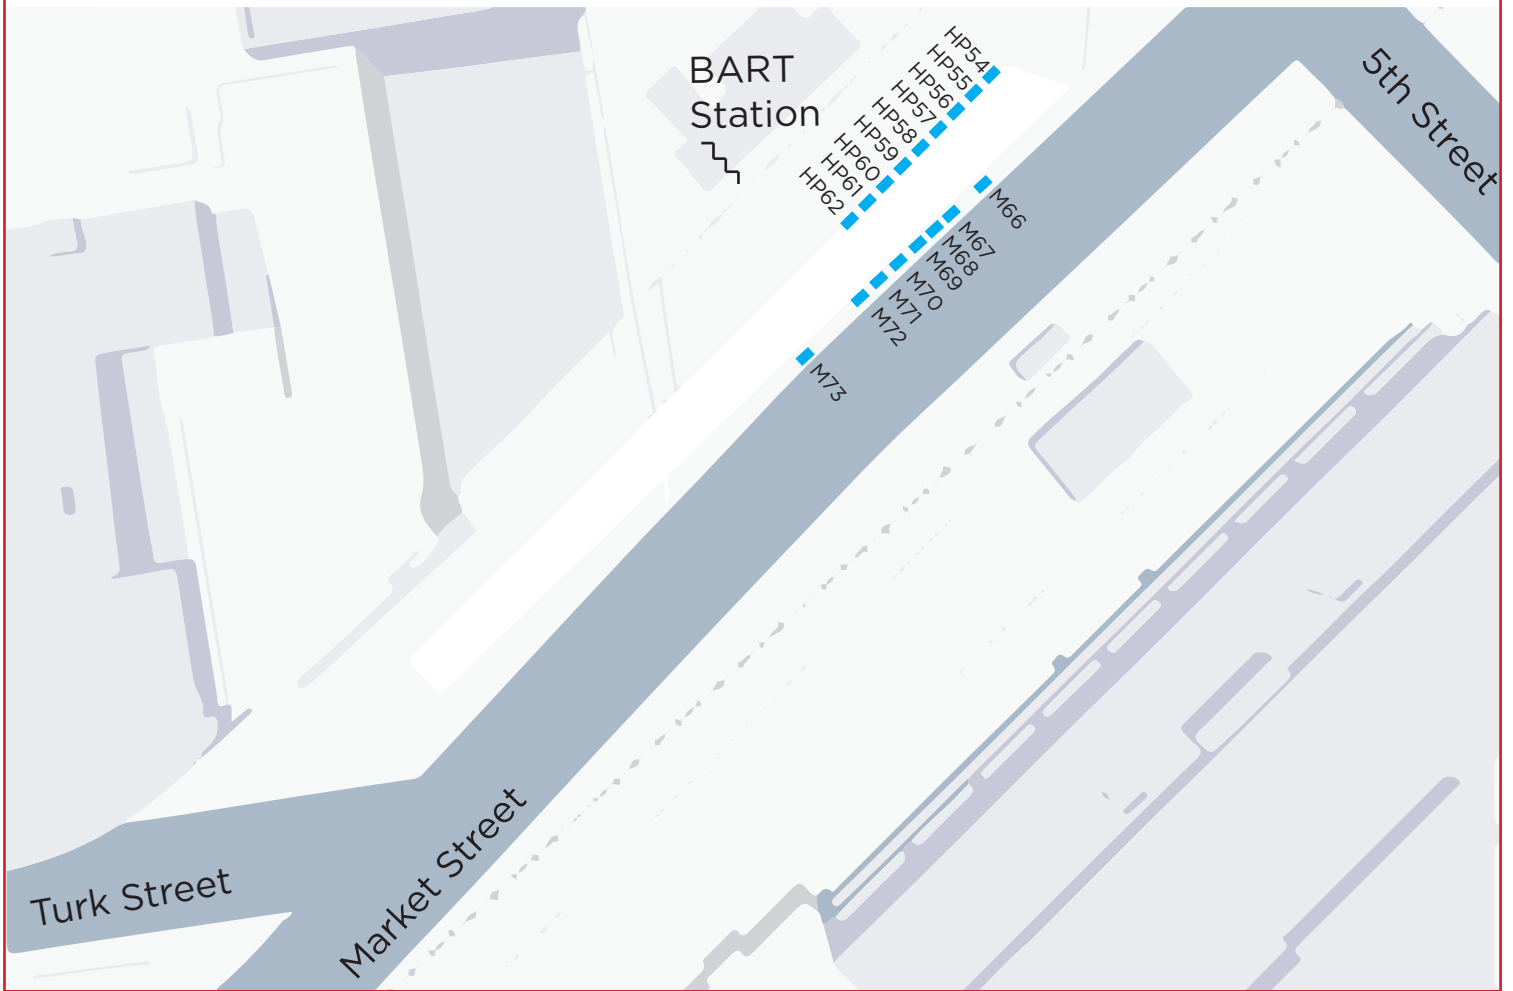 BART
Station
HP54
HP55
HP56
HP57
HP58
HP59
HP60
HP61
HP62
5th Street
M66
M67
M68
M69
M70
M71
M72
M73
Market Street
Turk Street